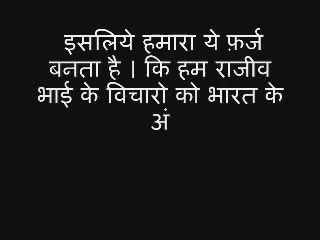 इसलिये हमारा ये फ़र्ज
बनता है । कि हम राजीव
भाई के विचारो को भारत के
अं